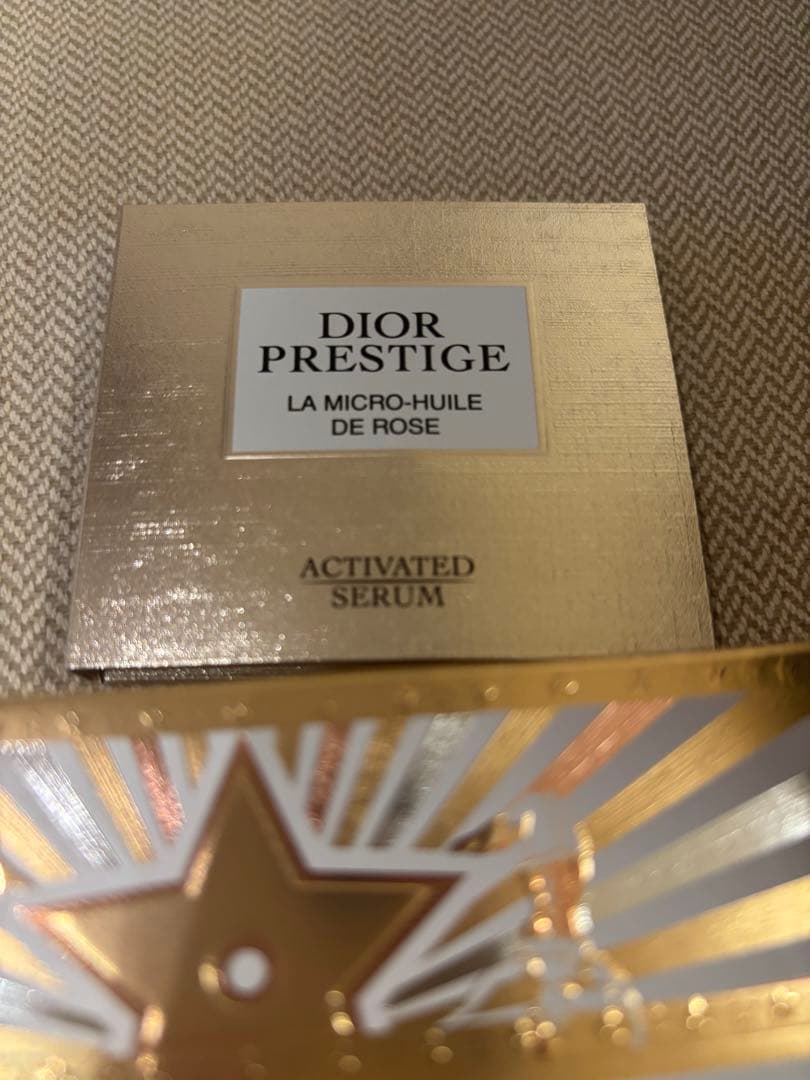 DIOR
PRESTIGE
LA MICRO-HUILE
DE ROSE
ACTIVATED
SERUM